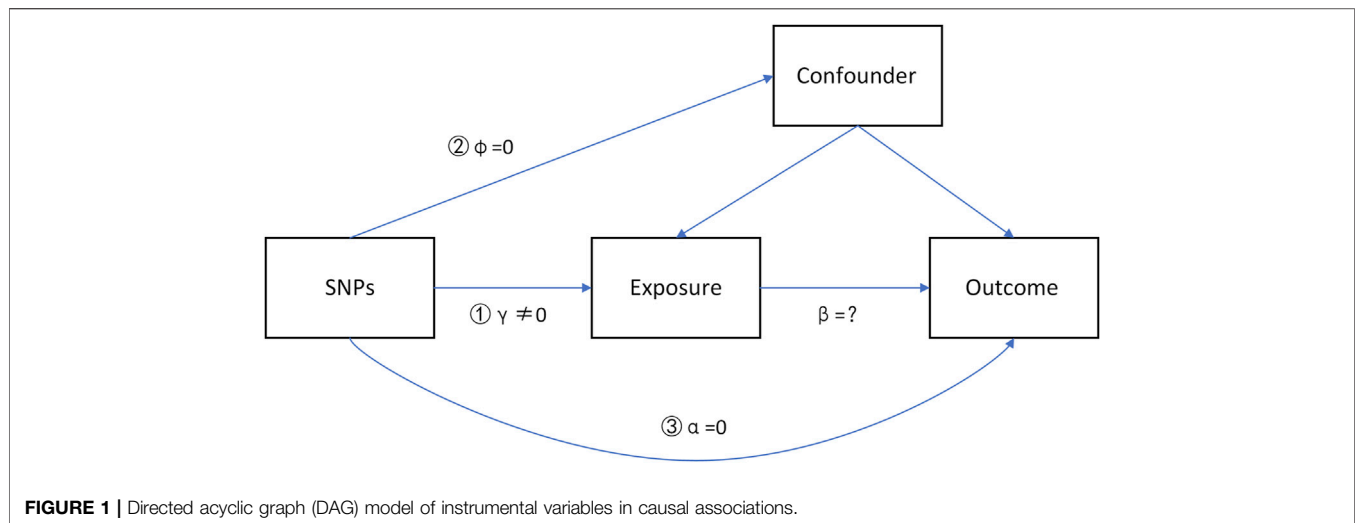 Confounder
② Φ =0
SNPs
Exposure
Outcome
① γ ≠0
β =?
③ α =0
FIGURE 1 | Directed acyclic graph (DAG) model of instrumental variables in causal associations.